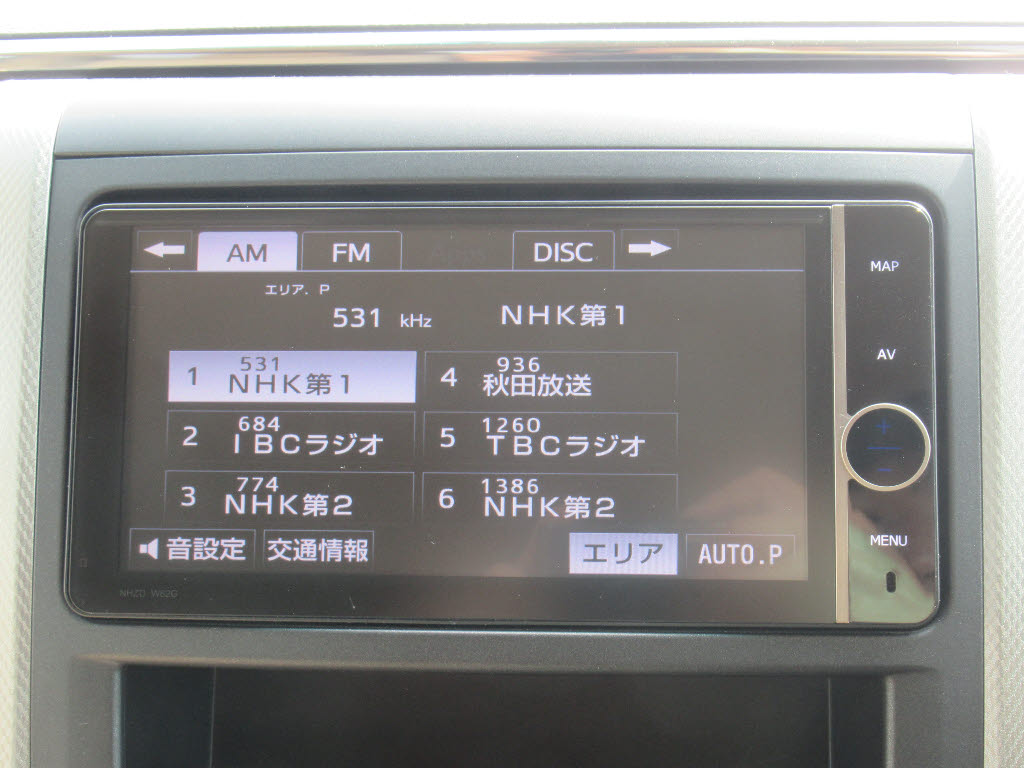 AM FM DISC
MAP
エリア. P
531 kHz NHK第1
AV
1 531 NHK第1
4 936 秋田放送
2 684 IBCラジオ
5 1260 TBCラジオ
3 774 NHK第2
6 1386 NHK第2
音設定 交通情報 エリア AUTO.P
MENU
NHZD-W62G